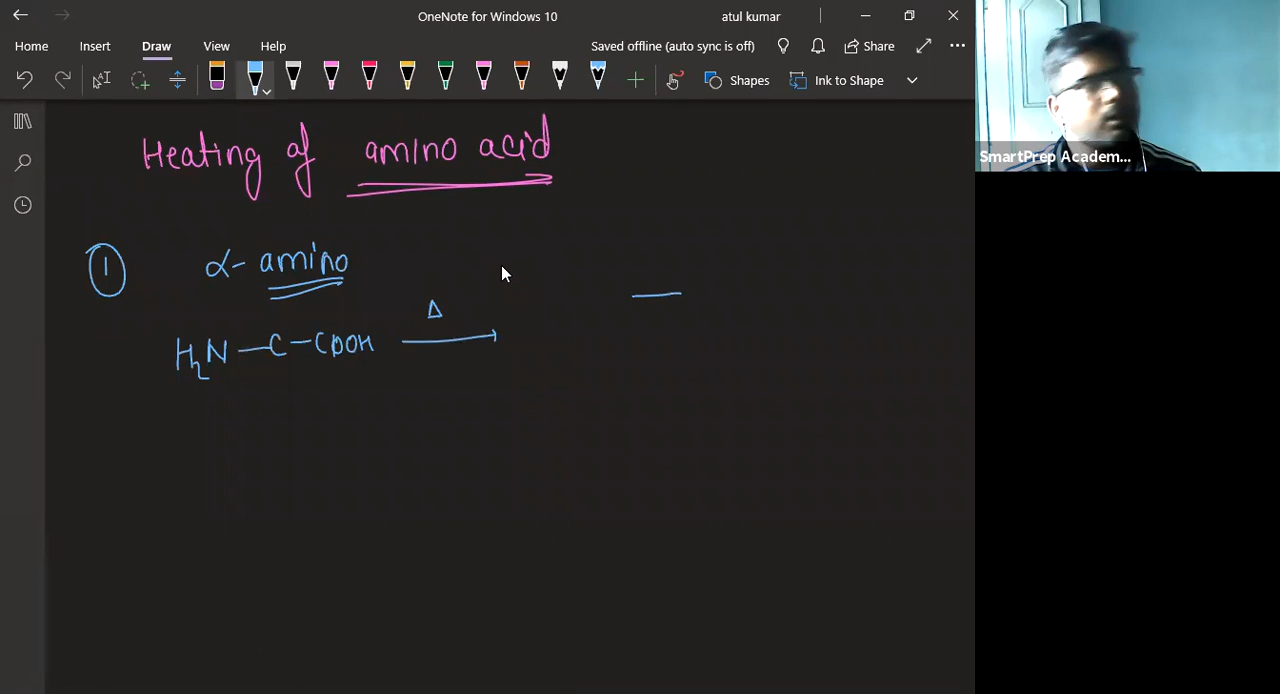 OneNote for Windows 10
atul kumar
Home Insert Draw View Help
Saved offline (auto sync is off)
Share
Shapes
Ink to Shape
SmartPrep Academ...
Heating of amino acid
① α- amino
H₂N — C — COOH Δ →